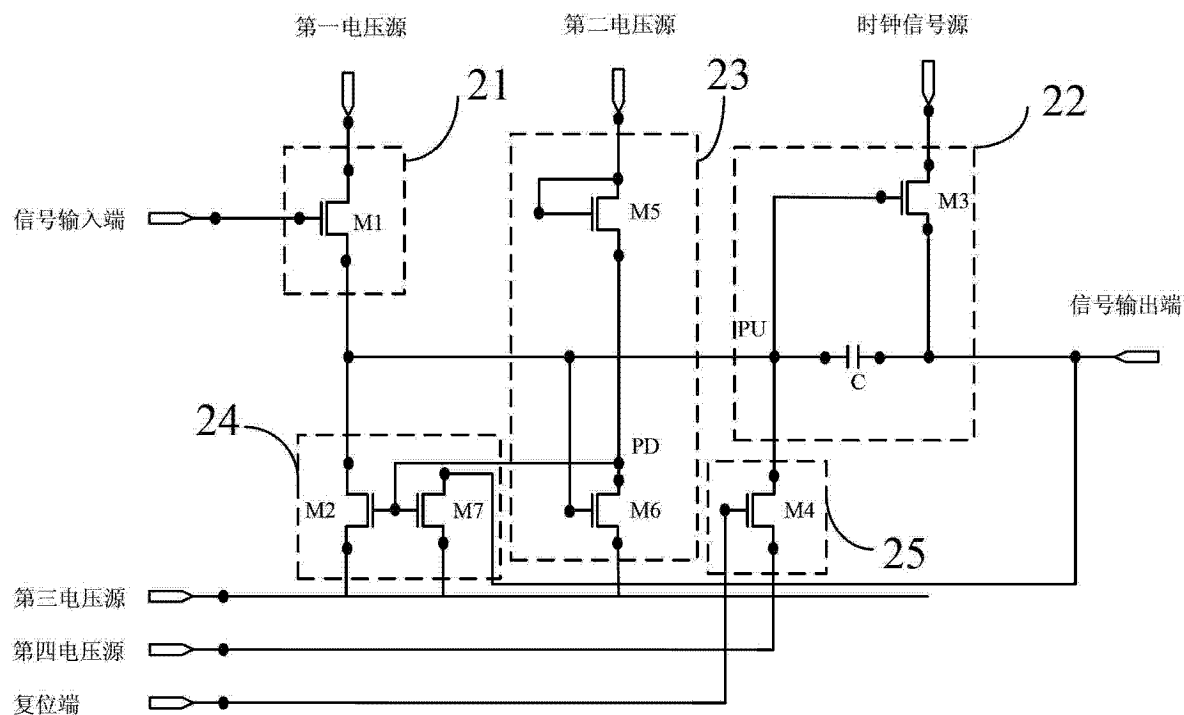 第一电压源
第二电压源
时钟信号源
21
23
22
信号输入端
M1
M5
M3
信号输出端
PU
C
24
PD
M2
M7
M6
M4
25
第三电压源
第四电压源
复位端